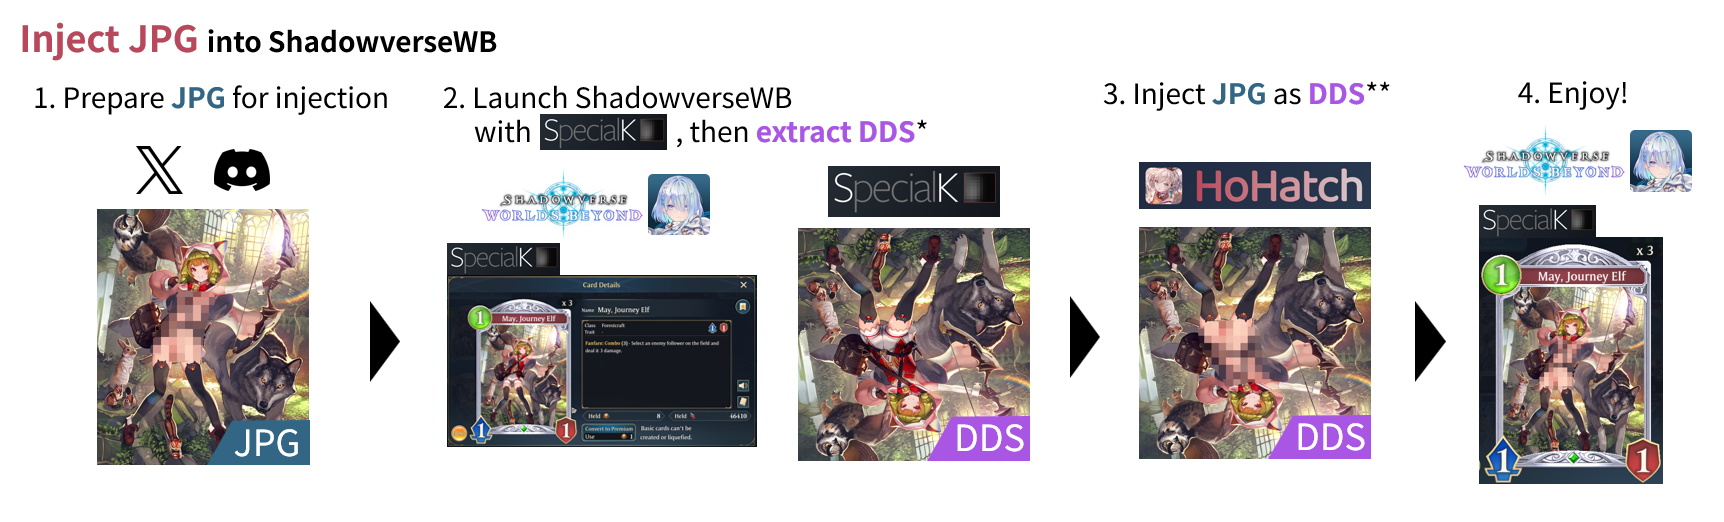 Inject JPG into ShadowverseWB
1. Prepare JPG for injection
JPG
2. Launch ShadowverseWB
with SpecialK , then extract DDS*
SHADOWVERSE
WORLDS BEYOND
SpecialK
Card Details
x 3
1
May, Journey Elf
1
1
Name May, Journey Elf
Class Forestcraft
Trait
Fanfare: Combo (3) - Select an enemy follower on the field and
deal it 3 damage.
Held 8 Held 46410
Convert to Premium
Use 1
Basic cards can't be
created or liquefied.
SpecialK
DDS
3. Inject JPG as DDS**
HoHatch
DDS
4. Enjoy!
SHADOWVERSE
WORLDS BEYOND
SpecialK
x 3
1
May, Journey Elf
1
1